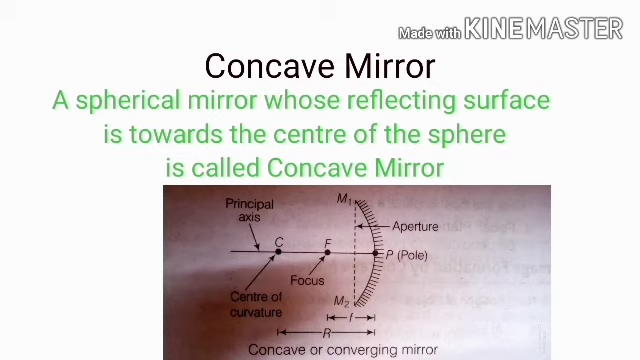 Made with KINEMASTER
Concave Mirror
A spherical mirror whose reflecting surface
is towards the centre of the sphere
is called Concave Mirror
Principal
axis
M1
Aperture
C
F
P (Pole)
Focus
Centre of
curvature
M2
f
R
Concave or converging mirror